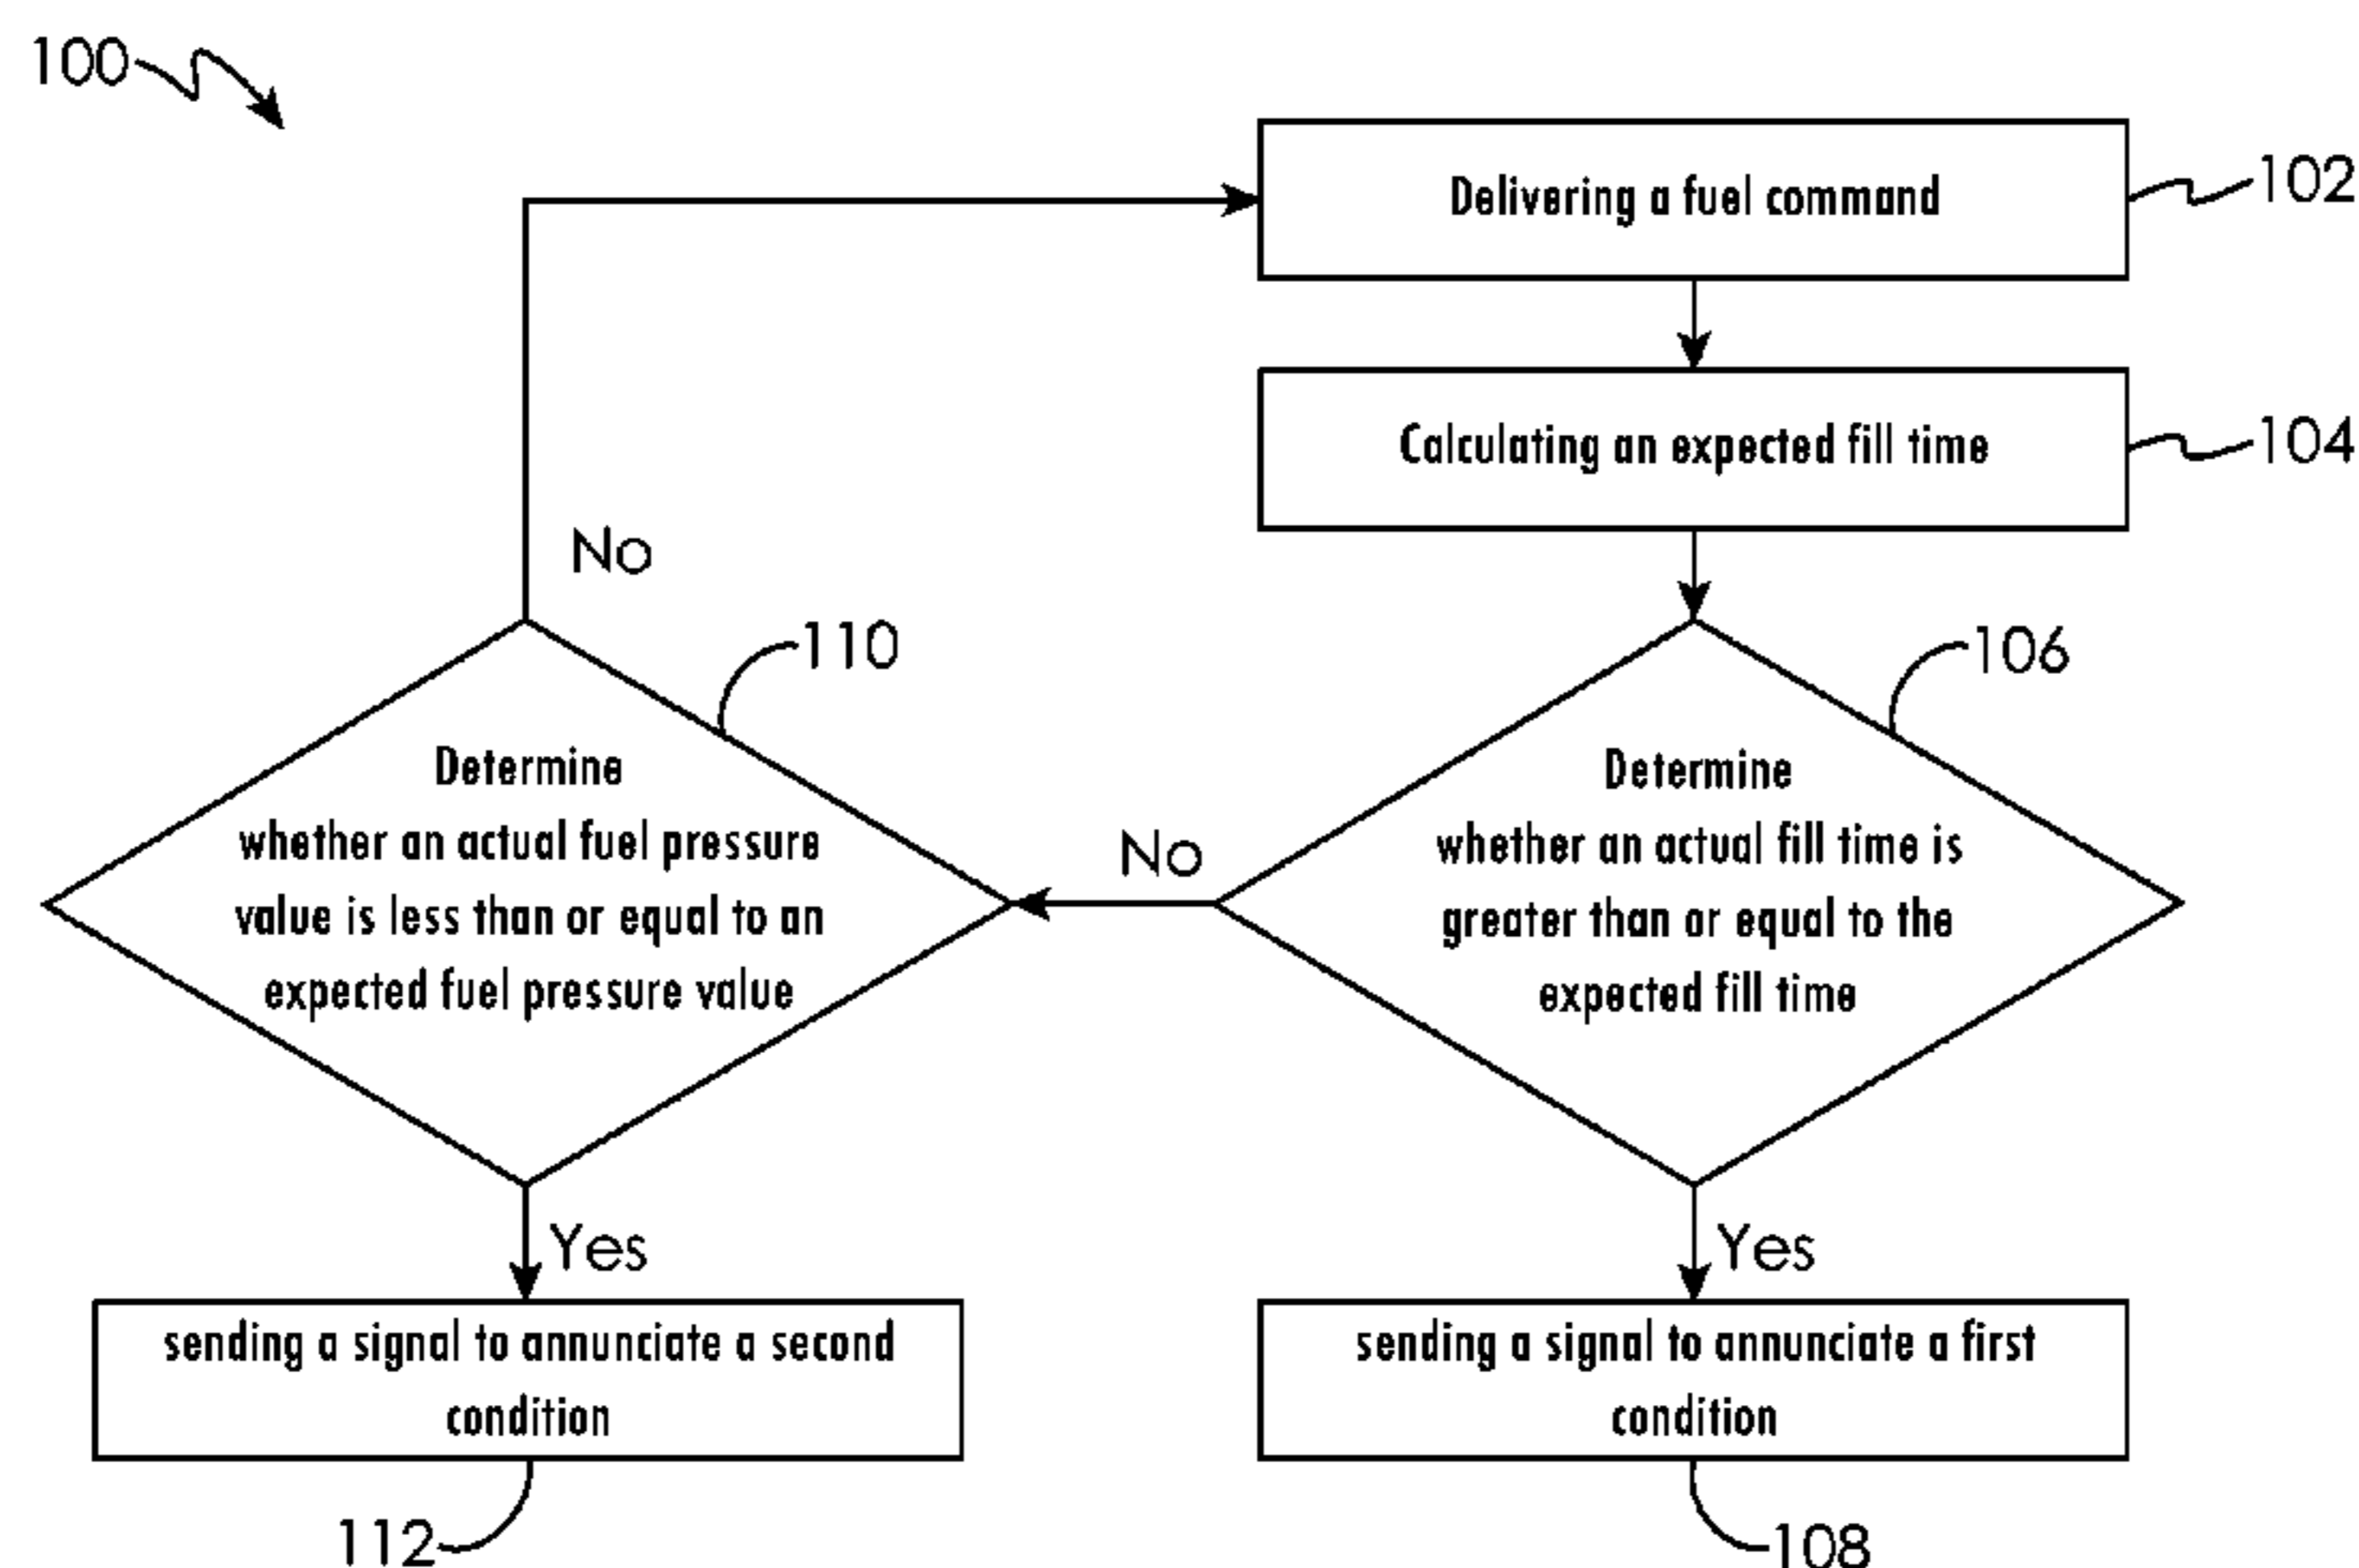 100
Delivering a fuel command
102
Calculating an expected fill time
104
No
110
106
Determine
whether an actual fuel pressure
value is less than or equal to an
expected fuel pressure value
No
Determine
whether an actual fill time is
greater than or equal to the
expected fill time
Yes
Yes
sending a signal to annunciate a second
condition
sending a signal to annunciate a first
condition
112
108